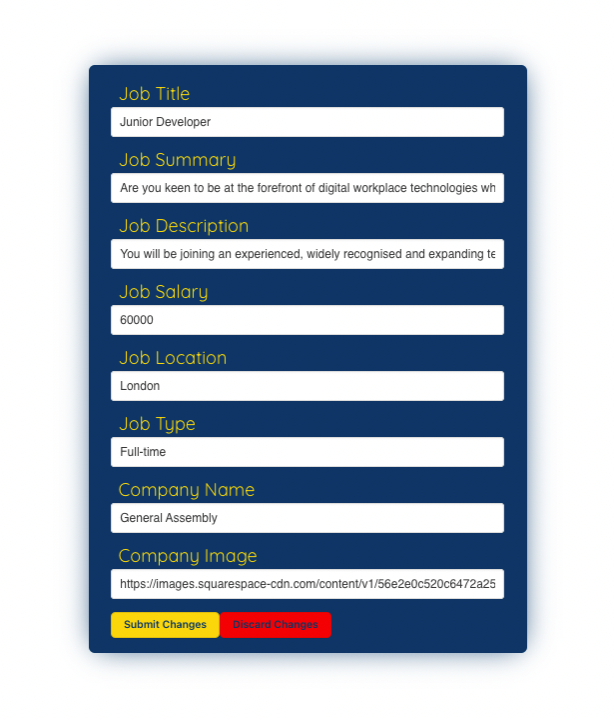 Job Title
Junior Developer
Job Summary
Are you keen to be at the forefront of digital workplace technologies wh
Job Description
You will be joining an experienced, widely recognised and expanding te
Job Salary
60000
Job Location
London
Job Type
Full-time
Company Name
General Assembly
Company Image
https://images.squarespace-cdn.com/content/v1/56e2e0c520c6472a25
Submit Changes Discard Changes